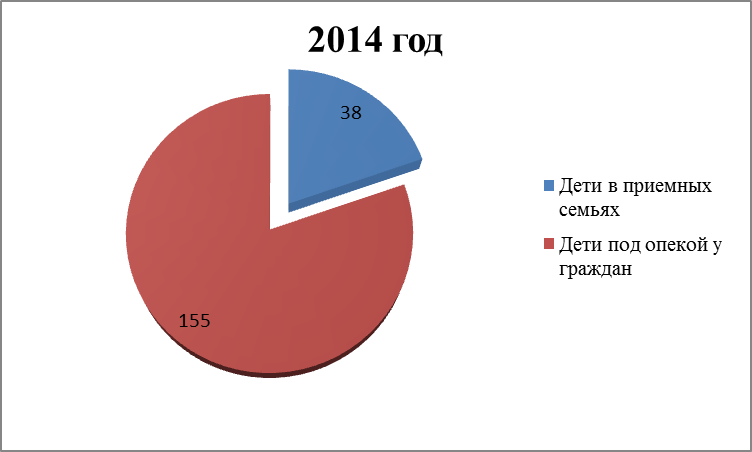 2014 год
38
155
Дети в приемных
семьях
Дети под опекой у
граждан